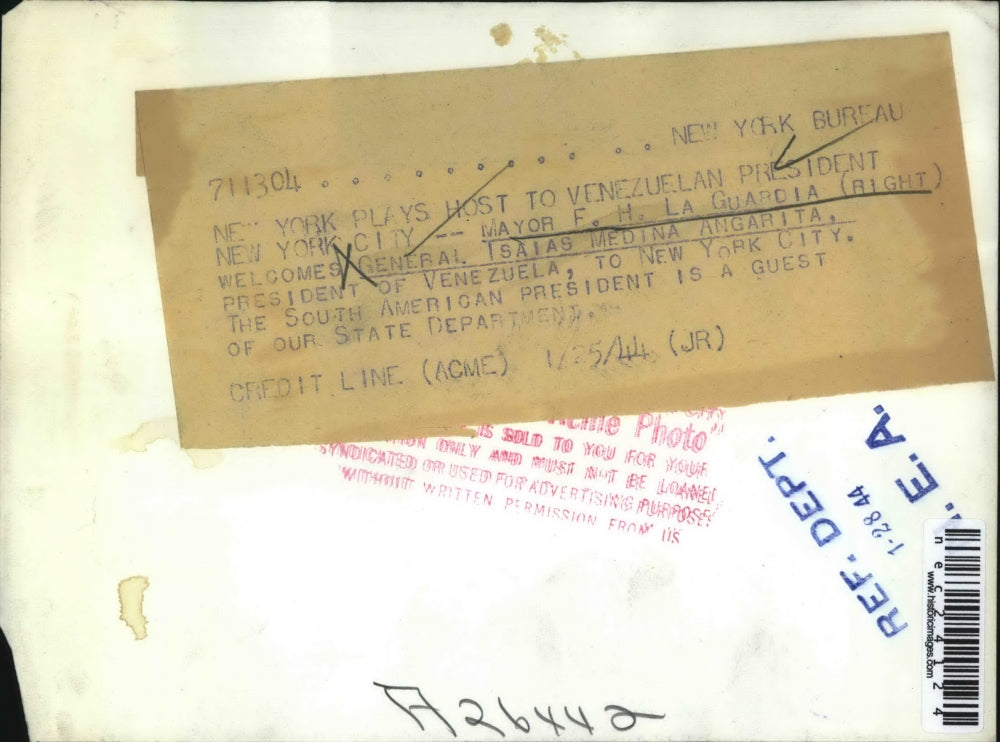 711304 . . . . . . . . . . . . NEW YORK BUREAU
NEW YORK PLAYS HOST TO VENEZUELAN PRESIDENT
NEW YORK CITY -- MAYOR F. H. LA GUARDIA (RIGHT)
WELCOMES GENERAL ISAIAS MEDINA ANGARITA,
PRESIDENT OF VENEZUELA, TO NEW YORK CITY.
THE SOUTH AMERICAN PRESIDENT IS A GUEST
OF OUR STATE DEPARTMENT.
CREDIT LINE (ACME) 1/25/44 (JR)
Acme Photo"
IS SOLD TO YOU FOR YOUR
ONLY AND MUST NOT BE LOANED
SYNDICATED OR USED FOR ADVERTISING PURPOSES
WITHOUT WRITTEN PERMISSION FROM US
REF. DEPT.
1-28 44
E. A.
nec24124
www.historicimages.com
A26442